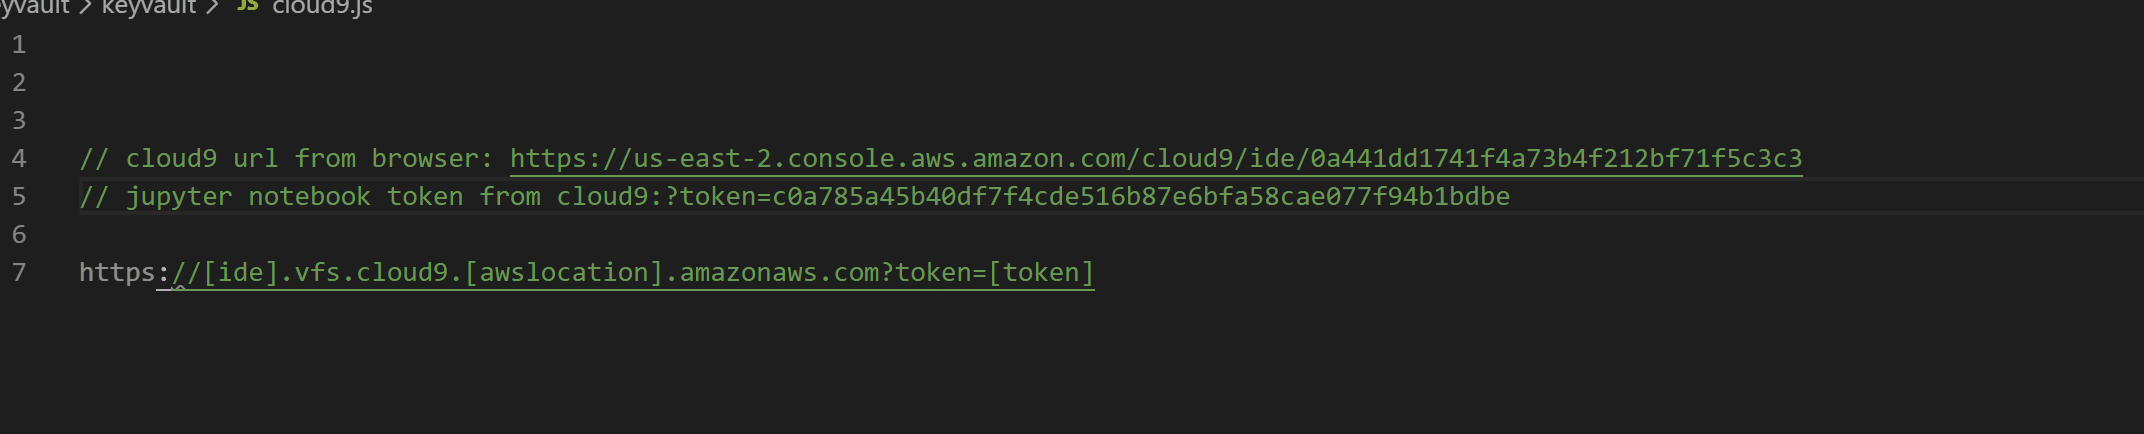 keyvault > JS cloud9.js
1
2
3
4 // cloud9 url from browser: https://us-east-2.console.aws.amazon.com/cloud9/ide/0a441dd1741f4a73b4f212bf71f5c3c3
5 // jupyter notebook token from cloud9:?token=c0a785a45b40df7f4cde516b87e6bfa58cae077f94b1bdbe
6
7 https://[ide].vfs.cloud9.[awslocation].amazonaws.com?token=[token]